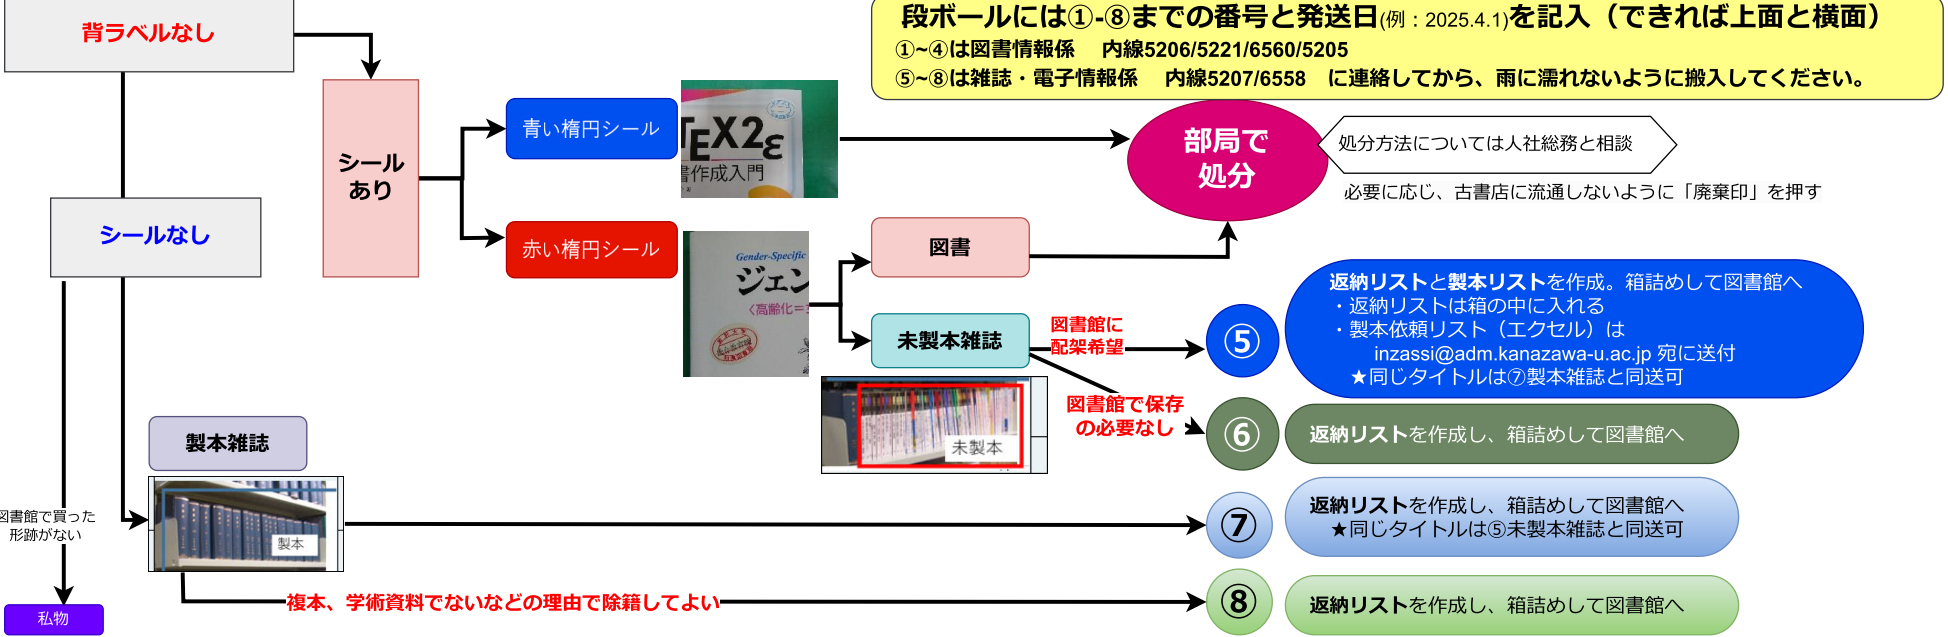 段ボールには①-⑧までの番号と発送日(例：2025.4.1)を記入（できれば上面と横面）
①~④は図書情報係　内線5206/5221/6560/5205
⑤~⑧は雑誌・電子情報係　内線5207/6558　に連絡してから、雨に濡れないように搬入してください。
背ラベルなし
シールなし
シール
あり
青い楕円シール
TEX2ε
書作成入門
部局で
処分
処分方法については人社総務と相談
必要に応じ、古書店に流通しないように「廃棄印」を押す
赤い楕円シール
Gender-Specific
ジェン
〈高齢化＝
図書
未製本雑誌
未製本
図書館に
配架希望
⑤
返納リストと製本リストを作成。箱詰めして図書館へ
・返納リストは箱の中に入れる
・製本依頼リスト（エクセル）は
inzassi@adm.kanazawa-u.ac.jp 宛に送付
★同じタイトルは⑦製本雑誌と同送可
図書館で保存
の必要なし
⑥
返納リストを作成し、箱詰めして図書館へ
製本雑誌
製本
⑦
返納リストを作成し、箱詰めして図書館へ
★同じタイトルは⑤未製本雑誌と同送可
図書館で買った
形跡がない
私物
複本、学術資料でないなどの理由で除籍してよい
⑧
返納リストを作成し、箱詰めして図書館へ